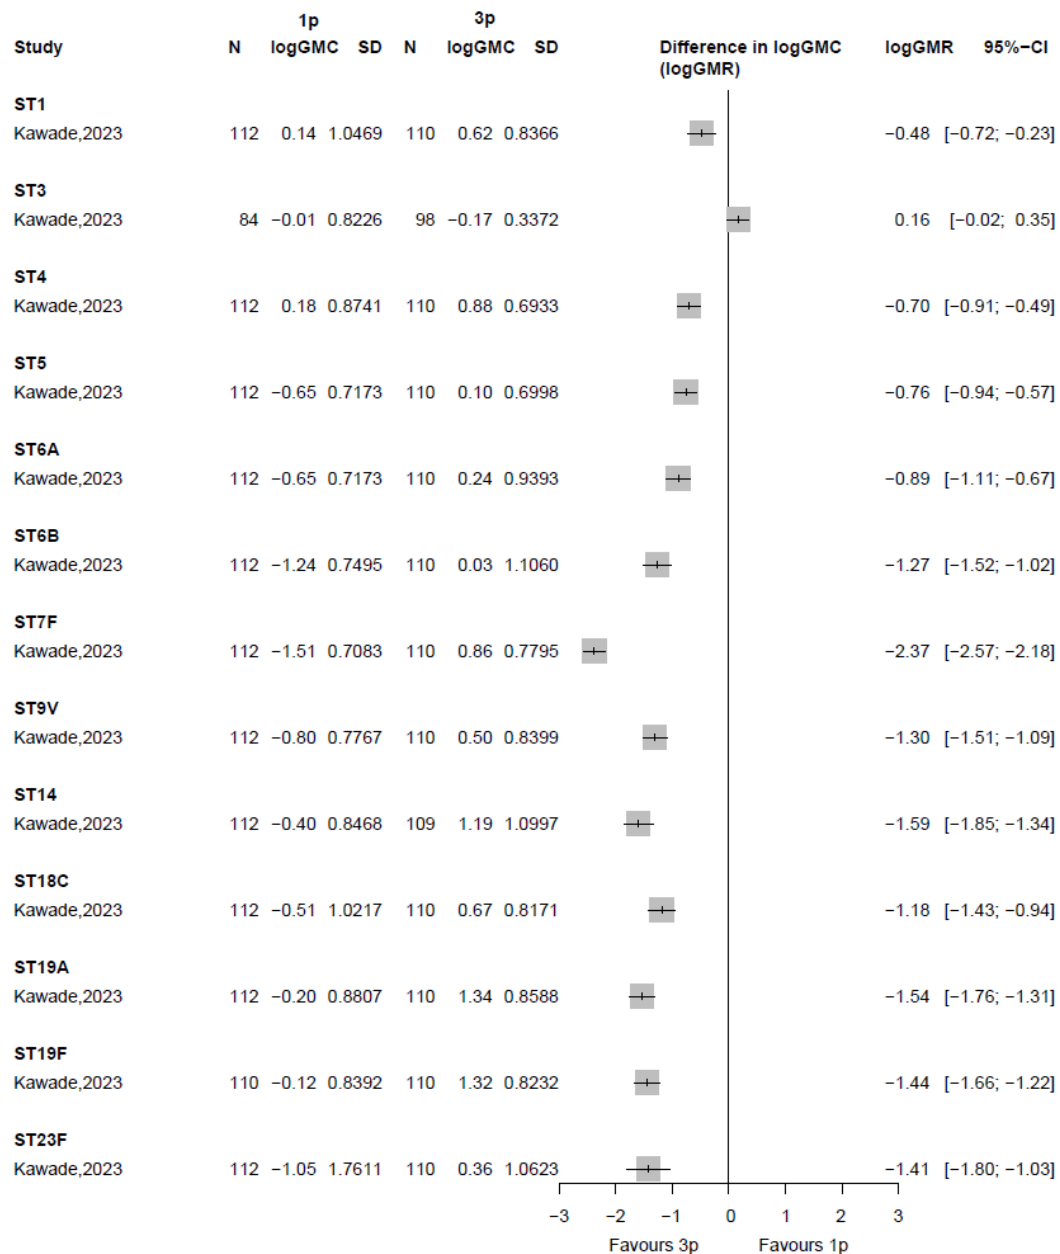 1p 3p
Study N logGMC SD N logGMC SD Difference in logGMC logGMR 95%−CI
(logGMR)
ST1
Kawade,2023 112 0.14 1.0469 110 0.62 0.8366 −0.48 [−0.72; −0.23]
ST3
Kawade,2023 84 −0.01 0.8226 98 −0.17 0.3372 0.16 [−0.02; 0.35]
ST4
Kawade,2023 112 0.18 0.8741 110 0.88 0.6933 −0.70 [−0.91; −0.49]
ST5
Kawade,2023 112 −0.65 0.7173 110 0.10 0.6998 −0.76 [−0.94; −0.57]
ST6A
Kawade,2023 112 −0.65 0.7173 110 0.24 0.9393 −0.89 [−1.11; −0.67]
ST6B
Kawade,2023 112 −1.24 0.7495 110 0.03 1.1060 −1.27 [−1.52; −1.02]
ST7F
Kawade,2023 112 −1.51 0.7083 110 0.86 0.7795 −2.37 [−2.57; −2.18]
ST9V
Kawade,2023 112 −0.80 0.7767 110 0.50 0.8399 −1.30 [−1.51; −1.09]
ST14
Kawade,2023 112 −0.40 0.8468 109 1.19 1.0997 −1.59 [−1.85; −1.34]
ST18C
Kawade,2023 112 −0.51 1.0217 110 0.67 0.8171 −1.18 [−1.43; −0.94]
ST19A
Kawade,2023 112 −0.20 0.8807 110 1.34 0.8588 −1.54 [−1.76; −1.31]
ST19F
Kawade,2023 110 −0.12 0.8392 110 1.32 0.8232 −1.44 [−1.66; −1.22]
ST23F
Kawade,2023 112 −1.05 1.7611 110 0.36 1.0623 −1.41 [−1.80; −1.03]
−3 −2 −1 0 1 2 3
Favours 3p Favours 1p